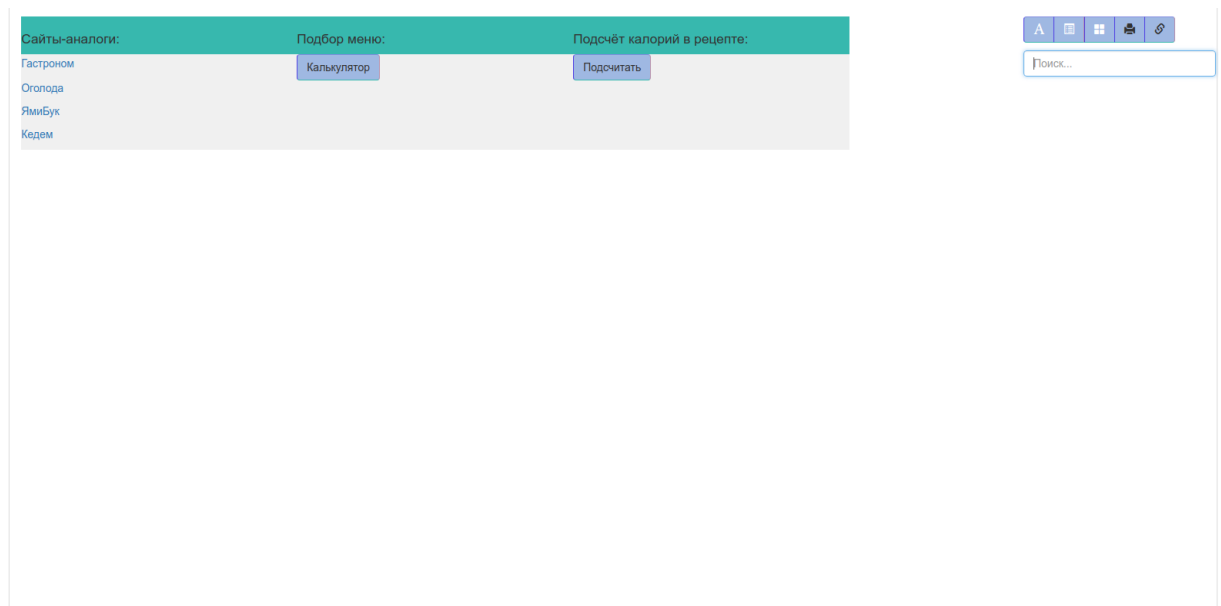 Сайты-аналоги: Подбор меню: Подсчёт калорий в рецепте:
Гастроном Калькулятор Подсчитать
Оголода
ЯмиБук
Кедем
A
Поиск...